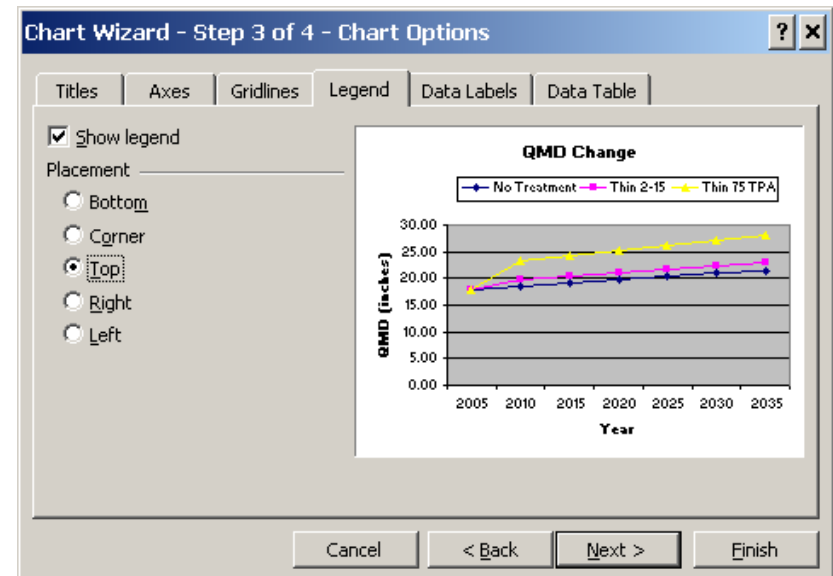 Chart Wizard - Step 3 of 4 - Chart Options
Titles Axes Gridlines Legend Data Labels Data Table
Show legend
Placement
Bottom
Corner
Top
Right
Left
QMD Change
No Treatment Thin 2-15 Thin 75 TPA
QMD (inches)
30.00
25.00
20.00
15.00
10.00
5.00
0.00
2005 2010 2015 2020 2025 2030 2035
Year
Cancel < Back Next > Finish